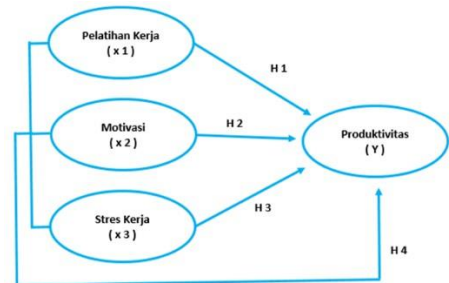 Pelatihan Kerja
( x 1 )
H 1
Motivasi
( x 2 )
H 2
Produktivitas
( Y )
Stres Kerja
( x 3 )
H 3
H 4